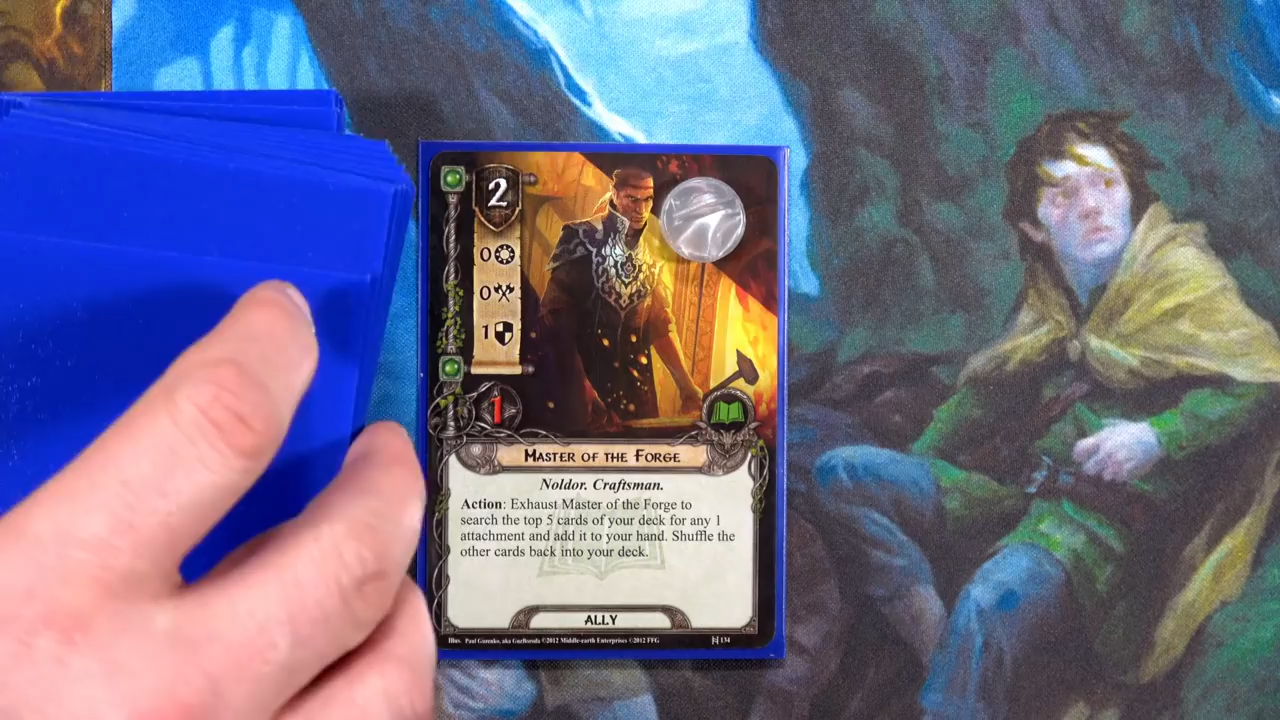 2
0
0
1
1
Master of the Forge
Noldor. Craftsman.
Action: Exhaust Master of the Forge to
search the top 5 cards of your deck for any 1
attachment and add it to your hand. Shuffle the
other cards back into your deck.
ALLY
Illus. Paul Guzenko, aka GuzBoroda ©2012 Middle-earth Enterprises ©2012 FFG
134